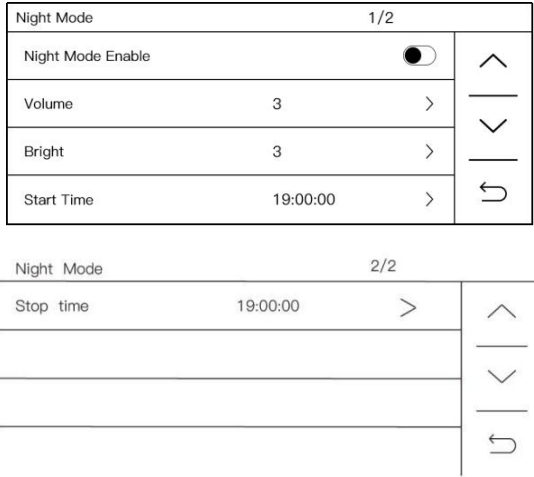 Night Mode 1/2
Night Mode Enable
Volume 3 >
Bright 3 >
Start Time 19:00:00 >
Night Mode 2/2
Stop time 19:00:00 >